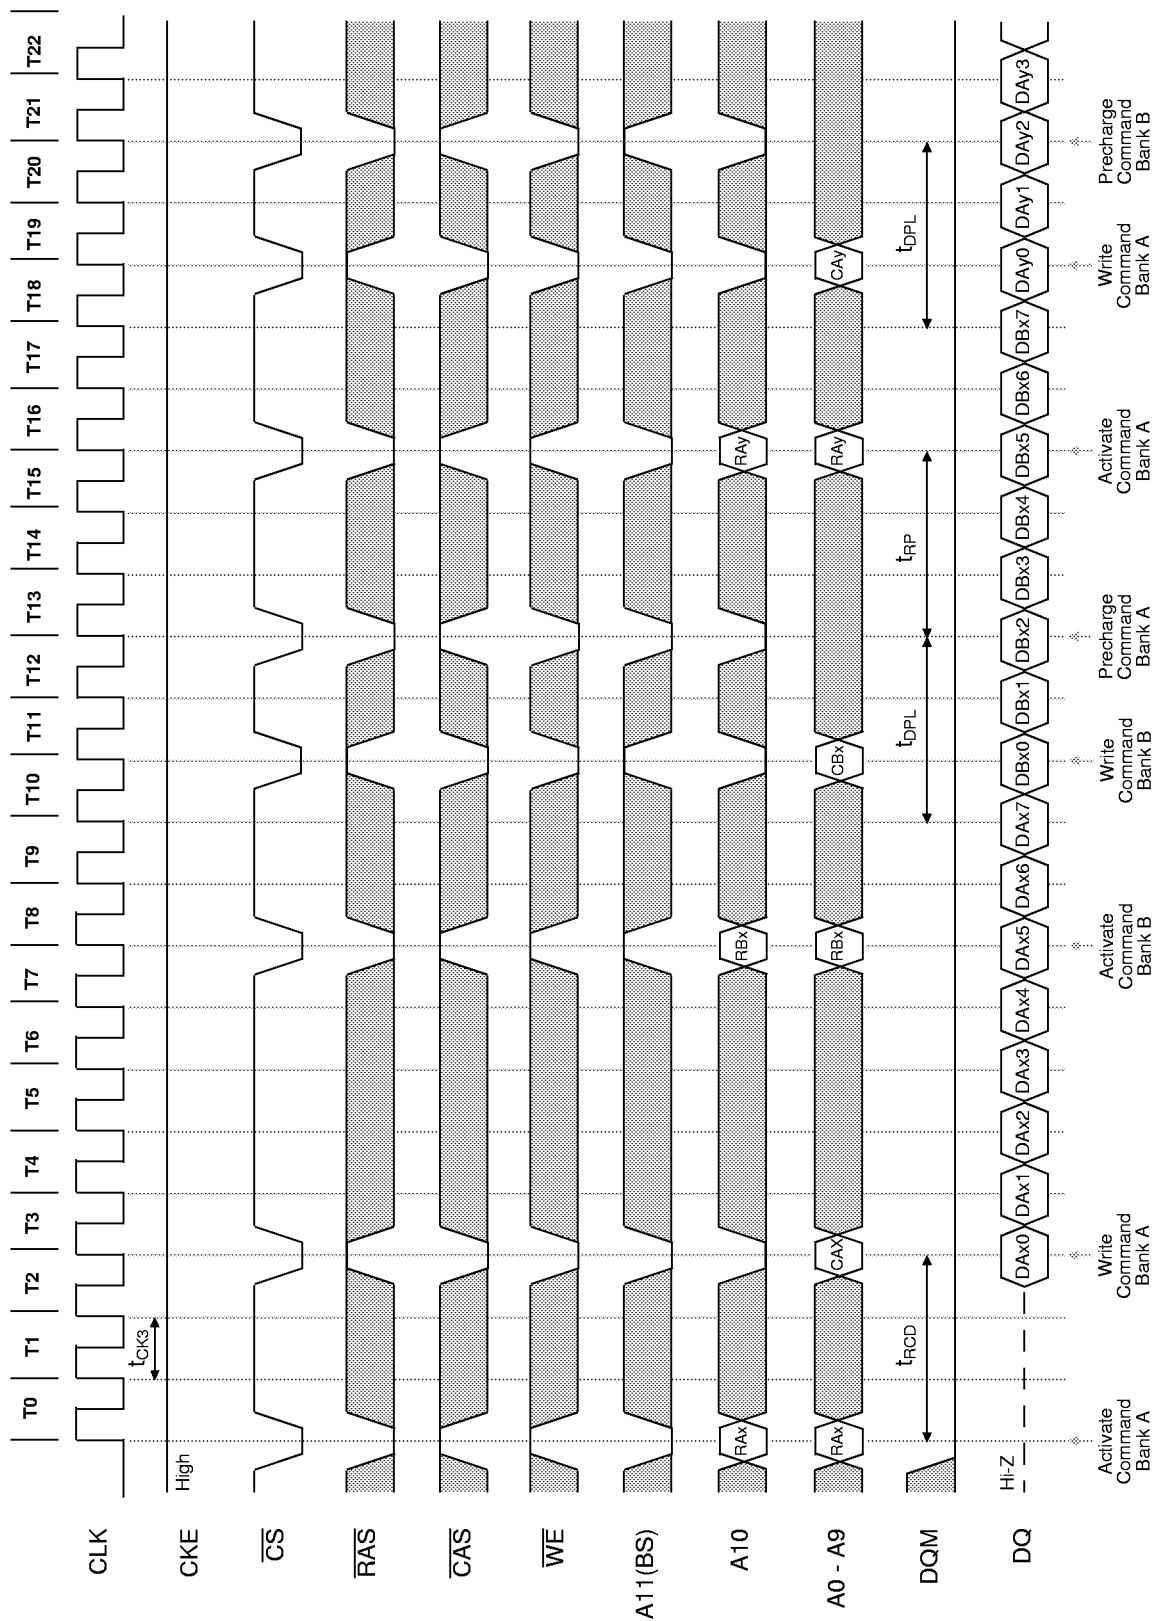 T0 T1 T2 T3 T4 T5 T6 T7 T8 T9 T10 T11 T12 T13 T14 T15 T16 T17 T18 T19 T20 T21 T22
CLK
tCK3
CKE
High
CS
RAS
CAS
WE
A11(BS)
A10
RAx RBx RAy
A0 - A9
RAx CAX RBx CBx RAy CAy
DQM
tRCD tDPL tRP tDPL
DQ
Hi-Z
DAx0 DAx1 DAx2 DAx3 DAx4 DAx5 DAx6 DAx7 DBx0 DBx1 DBx2 DBx3 DBx4 DBx5 DBx6 DBx7 DAy0 DAy1 DAy2 DAy3
Activate
Command
Bank A
Write
Command
Bank A
Activate
Command
Bank B
Write
Command
Bank B
Precharge
Command
Bank A
Activate
Command
Bank A
Write
Command
Bank A
Precharge
Command
Bank B